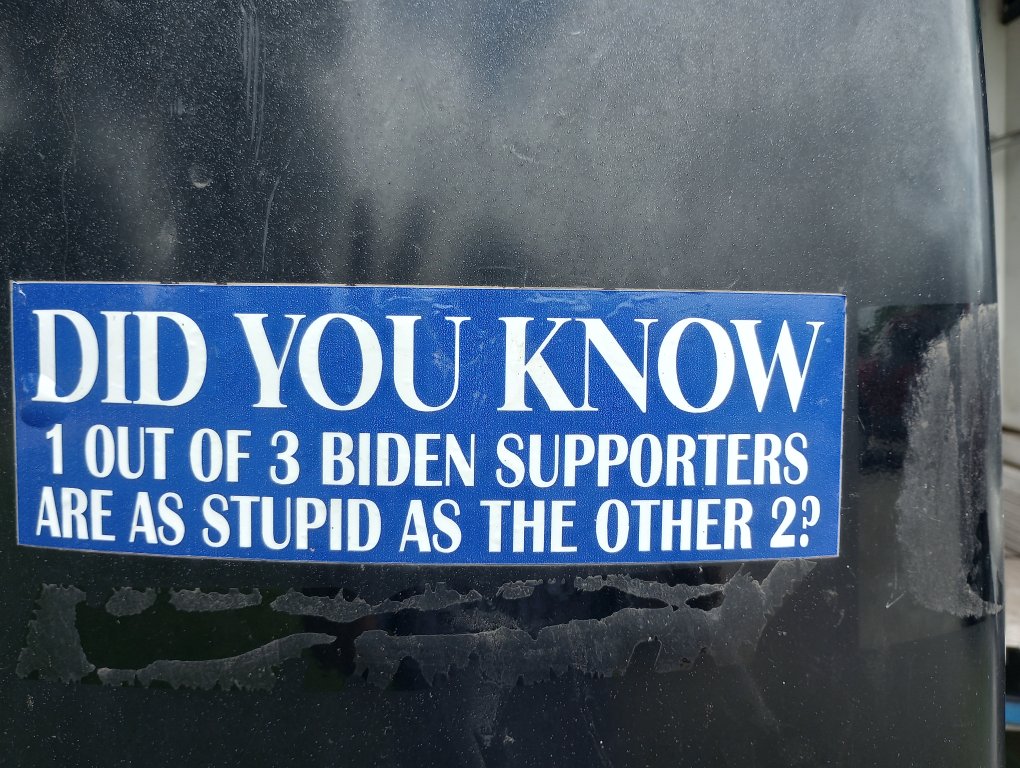 DID YOU KNOW
1 OUT OF 3 BIDEN SUPPORTERS
ARE AS STUPID AS THE OTHER 2?